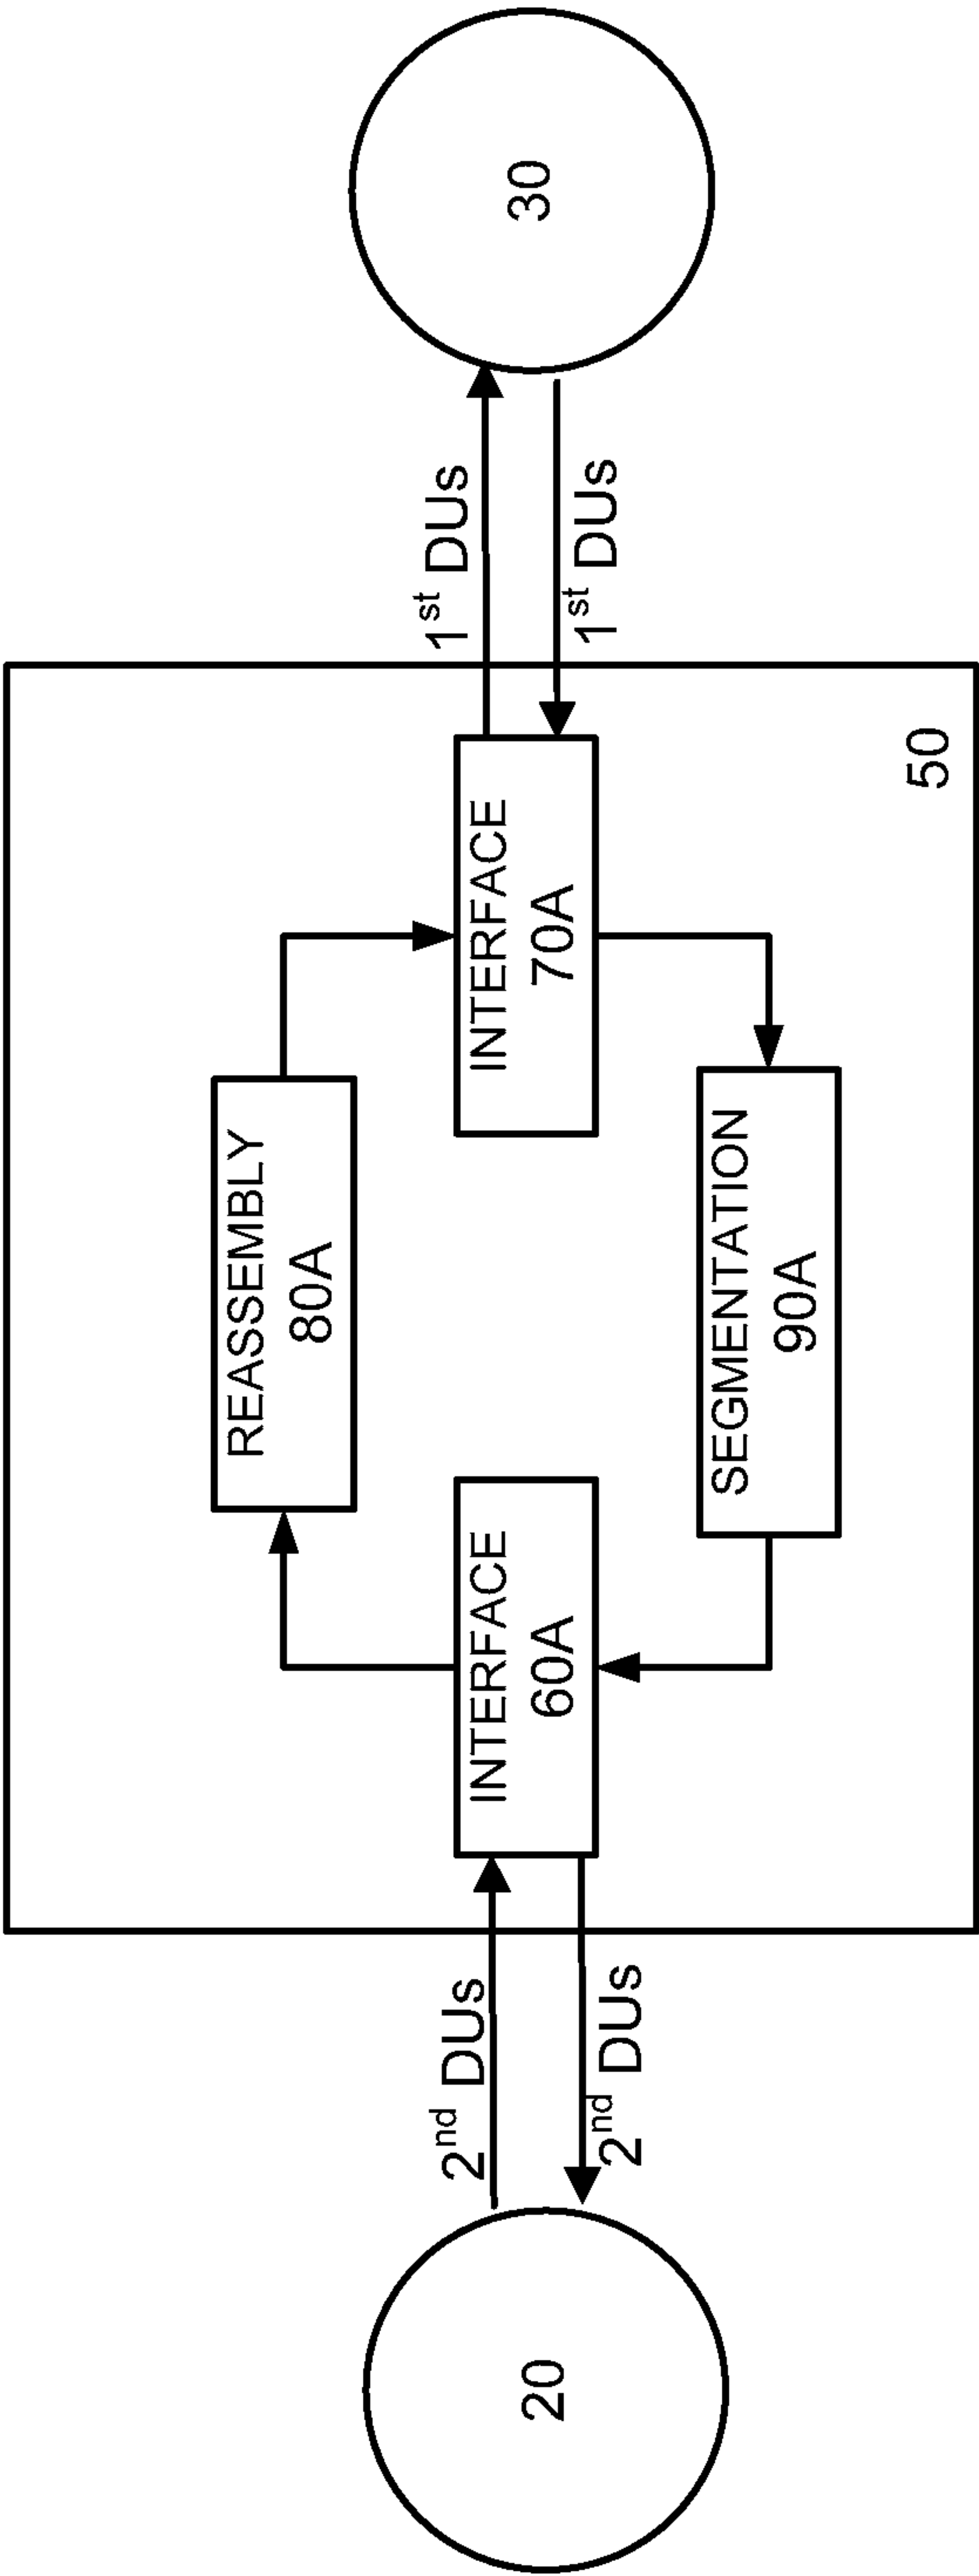 REASSEMBLY
80A
2nd DUs
INTERFACE
60A
INTERFACE
70A
1st DUs
20
30
2nd DUs
1st DUs
SEGMENTATION
90A
50